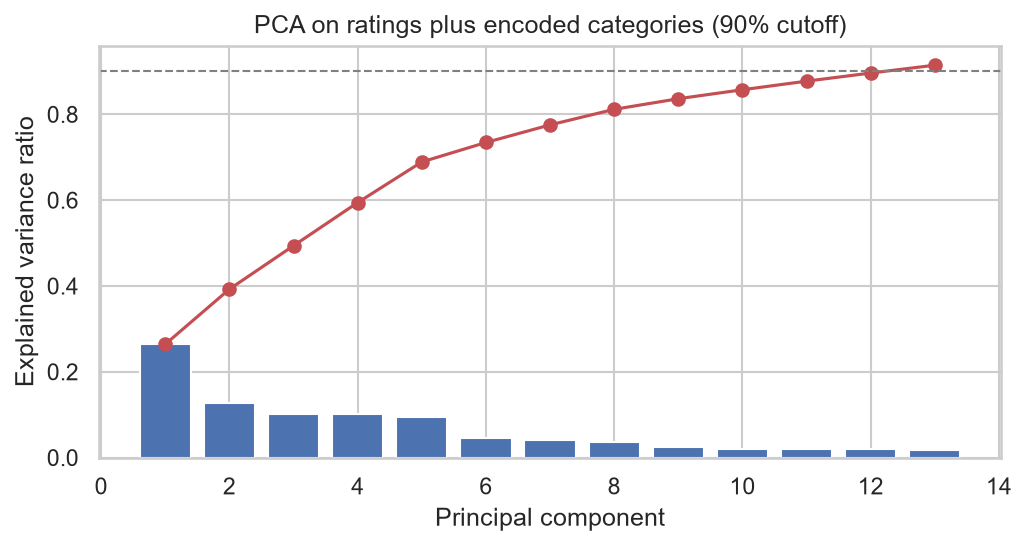 PCA on ratings plus encoded categories (90% cutoff)
Explained variance ratio
0.8
0.6
0.4
0.2
0.0
0 2 4 6 8 10 12 14
Principal component